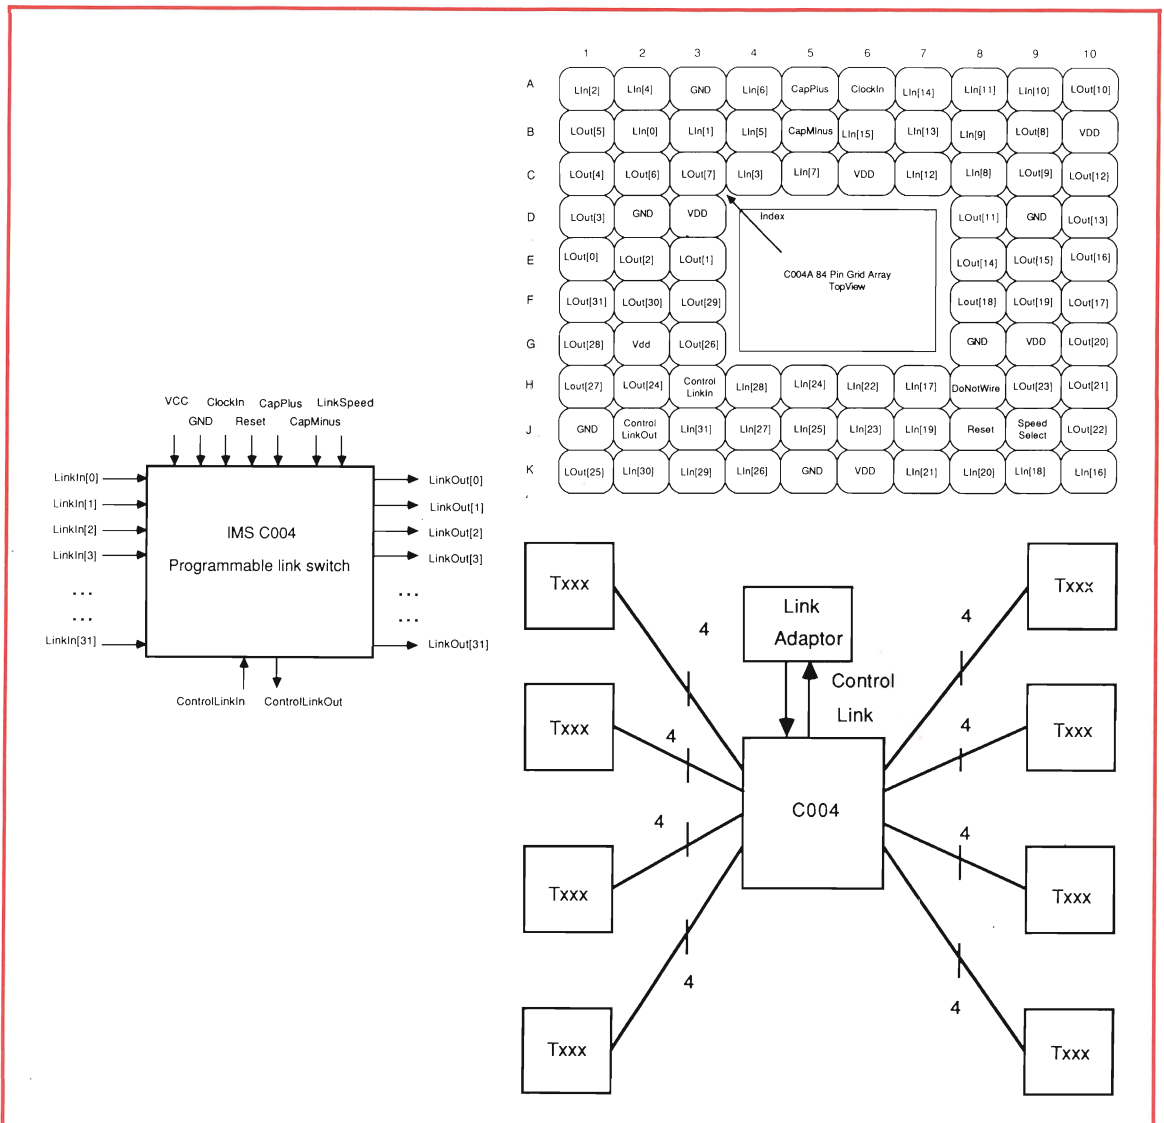 1 2 3 4 5 6 7 8 9 10
A LIn[2] LIn[4] GND LIn[6] CapPlus ClockIn LIn[14] LIn[11] LIn[10] LOut[10]
B LOut[5] LIn[0] LIn[1] LIn[5] CapMinus LIn[15] LIn[13] LIn[9] LOut[8] VDD
C LOut[4] LOut[6] LOut[7] LIn[3] LIn[7] VDD LIn[12] LIn[8] LOut[9] LOut[12]
D LOut[3] GND VDD Index LOut[11] GND LOut[13]
E LOut[0] LOut[2] LOut[1] LOut[14] LOut[15] LOut[16]
C004A 84 Pin Grid Array
TopView
F LOut[31] LOut[30] LOut[29] Lout[18] LOut[19] LOut[17]
G LOut[28] Vdd LOut[26] GND VDD LOut[20]
H Lout[27] LOut[24] Control LinkIn LIn[28] LIn[24] LIn[22] LIn[17] DoNotWire LOut[23] LOut[21]
J GND Control LinkOut LIn[31] LIn[27] LIn[25] LIn[23] LIn[19] Reset Speed Select LOut[22]
K LOut[25] LIn[30] LIn[29] LIn[26] GND VDD LIn[21] LIn[20] LIn[18] LIn[16]
VCC ClockIn CapPlus LinkSpeed
GND Reset CapMinus
LinkIn[0] LinkOut[0]
LinkIn[1] LinkOut[1]
LinkIn[2] IMS C004 LinkOut[2]
LinkIn[3] Programmable link switch LinkOut[3]
... ...
... ...
LinkIn[31] LinkOut[31]
ControlLinkIn ControlLinkOut
Txxx Txxx
Link
Adaptor
4 4
Control
Link
Txxx Txxx
4 4
C004
4 4
Txxx Txxx
4 4
Txxx Txxx